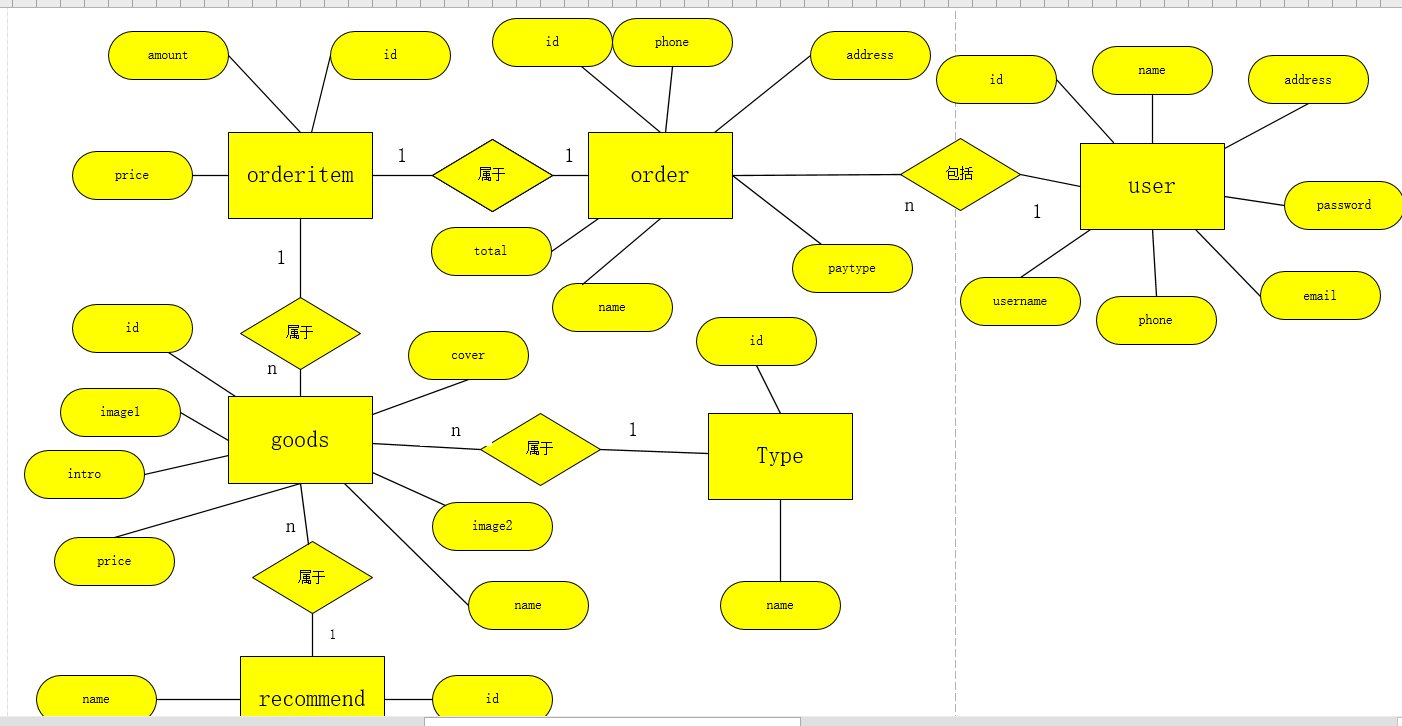 id
phone
name
amount
id
address
id
address
orderitem
1
属于
1
order
包括
user
price
n
1
password
total
paytype
1
name
username
phone
email
id
属于
n
cover
id
image1
goods
n
属于
1
Type
intro
n
image2
price
属于
name
name
1
name
recommend
id